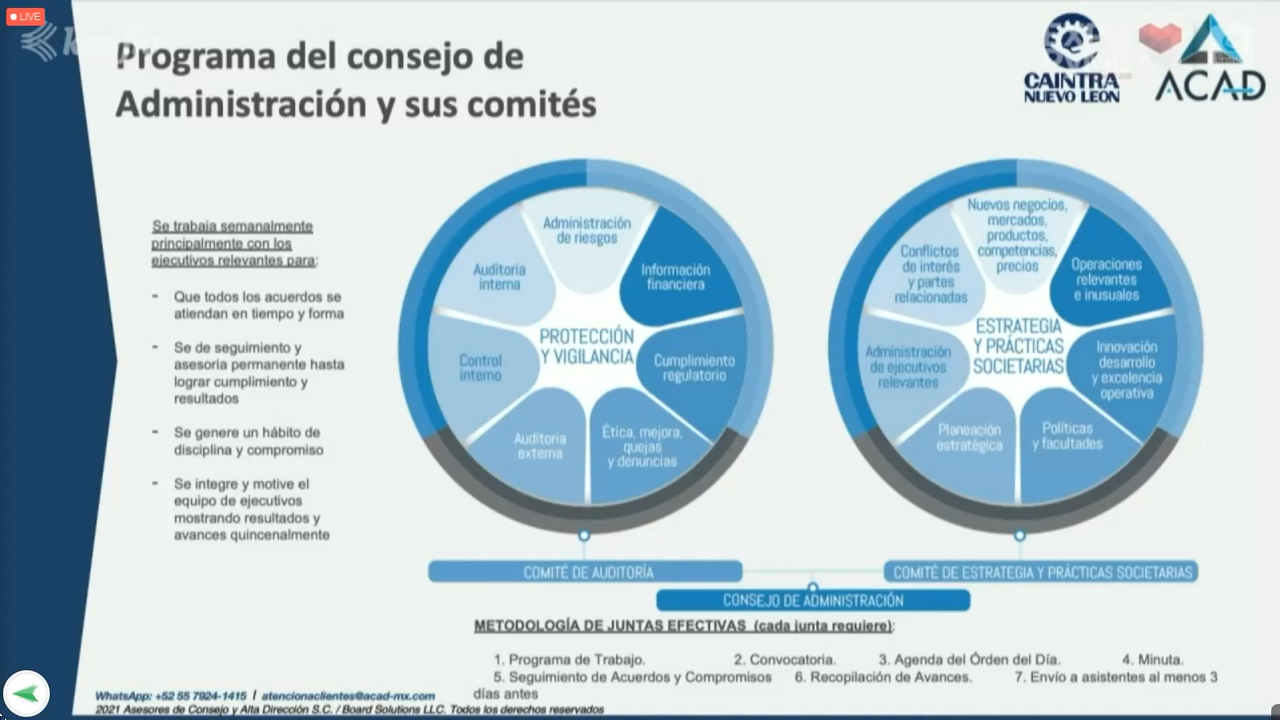 LIVE
Programa del consejo de
Administración y sus comités
CAINTRA
NUEVO LEON
ACAD
Se trabaja semanalmente
principalmente con los
ejecutivos relevantes para:
- Que todos los acuerdos se
atiendan en tiempo y forma
- Se de seguimiento y
asesoria permanente hasta
lograr cumplimiento y
resultados
- Se genere un hábito de
disciplina y compromiso
- Se integre y motive el
equipo de ejecutivos
mostrando resultados y
avances quincenalmente
Administración
de riesgos
Información
financiera
Cumplimiento
regulatorio
Ética, mejora,
quejas
y denuncias
Auditoria
externa
Control
interno
Auditoria
interna
PROTECCIÓN
Y VIGILANCIA
Nuevos negocios,
mercados,
productos,
competencias,
precios
Operaciones
relevantes
e inusuales
Innovación
desarrollo
y excelencia
operativa
Políticas
y facultades
Planeación
estratégica
Administración
de ejecutivos
relevantes
Conflictos
de interés
y partes
relacionadas
ESTRATEGIA
Y PRÁCTICAS
SOCIETARIAS
COMITÉ DE AUDITORÍA
COMITÉ DE ESTRATEGIA Y PRÁCTICAS SOCIETARIAS
CONSEJO DE ADMINISTRACIÓN
METODOLOGÍA DE JUNTAS EFECTIVAS (cada junta requiere):
1. Programa de Trabajo. 2. Convocatoria. 3. Agenda del Órden del Día. 4. Minuta.
5. Seguimiento de Acuerdos y Compromisos 6. Recopilación de Avances. 7. Envío a asistentes al menos 3
días antes
WhatsApp: +52 55 7924-1415 I atencionaclientes@acad-mx.com
2021 Asesores de Consejo y Alta Dirección S.C. / Board Solutions LLC. Todos los derechos reservados